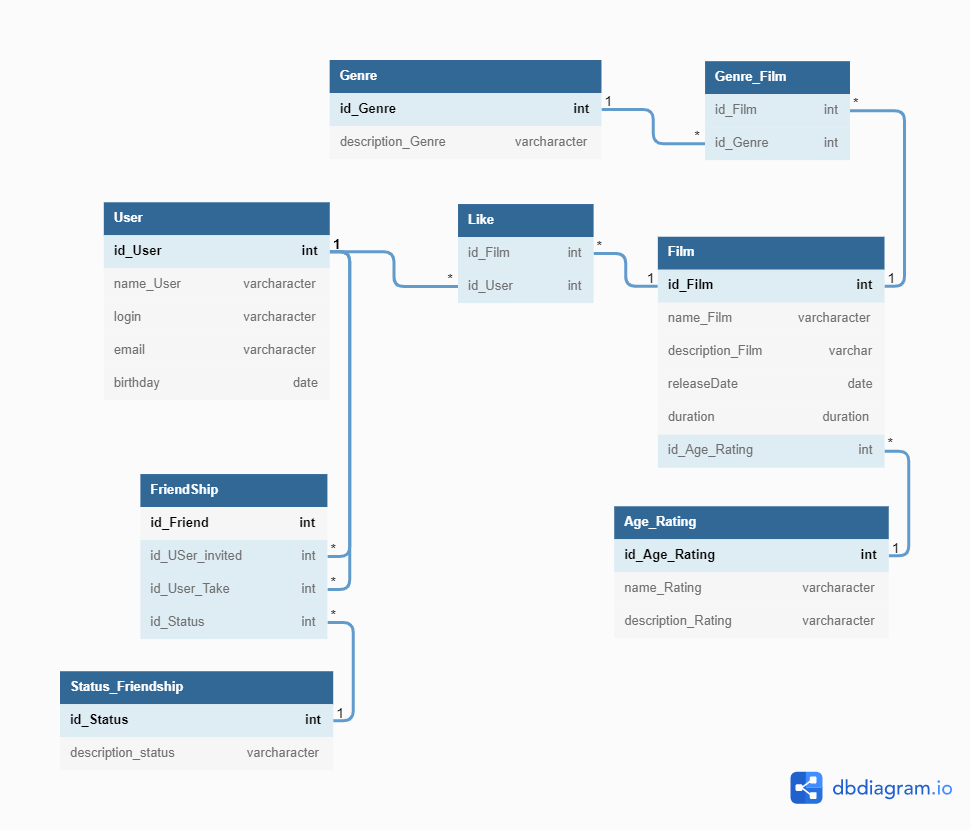 Genre
id_Genre int
description_Genre varcharacter
1
*
Genre_Film
id_Film int
id_Genre int
*
User
id_User int
name_User varcharacter
login varcharacter
email varcharacter
birthday date
1
*
Like
id_Film int
id_User int
*
1
Film
id_Film int
name_Film varcharacter
description_Film varchar
releaseDate date
duration duration
id_Age_Rating int
1
*
FriendShip
id_Friend int
id_USer_invited int
id_User_Take int
id_Status int
*
*
*
Age_Rating
id_Age_Rating int
name_Rating varcharacter
description_Rating varcharacter
1
Status_Friendship
id_Status int
description_status varcharacter
1
dbdiagram.io